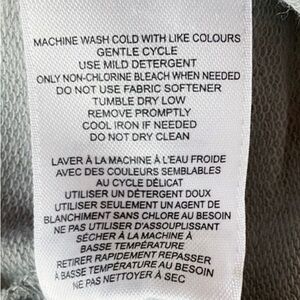 MACHINE WASH COLD WITH LIKE COLOURS
GENTLE CYCLE
USE MILD DETERGENT
ONLY NON-CHLORINE BLEACH WHEN NEEDED
DO NOT USE FABRIC SOFTENER
TUMBLE DRY LOW
REMOVE PROMPTLY
COOL IRON IF NEEDED
DO NOT DRY CLEAN
LAVER À LA MACHINE À L'EAU FROIDE
AVEC DES COULEURS SEMBLABLES
AU CYCLE DÉLICAT
UTILISER UN DÉTERGENT DOUX
UTILISER SEULEMENT UN AGENT DE
BLANCHIMENT SANS CHLORE AU BESOIN
NE PAS UTILISER D'ASSOUPLISSANT
SÉCHER À LA MACHINE À
BASSE TEMPÉRATURE
RETIRER RAPIDEMENT REPASSER
À BASSE TEMPÉRATURE AU BESOIN
NE PAS NETTOYER À SEC